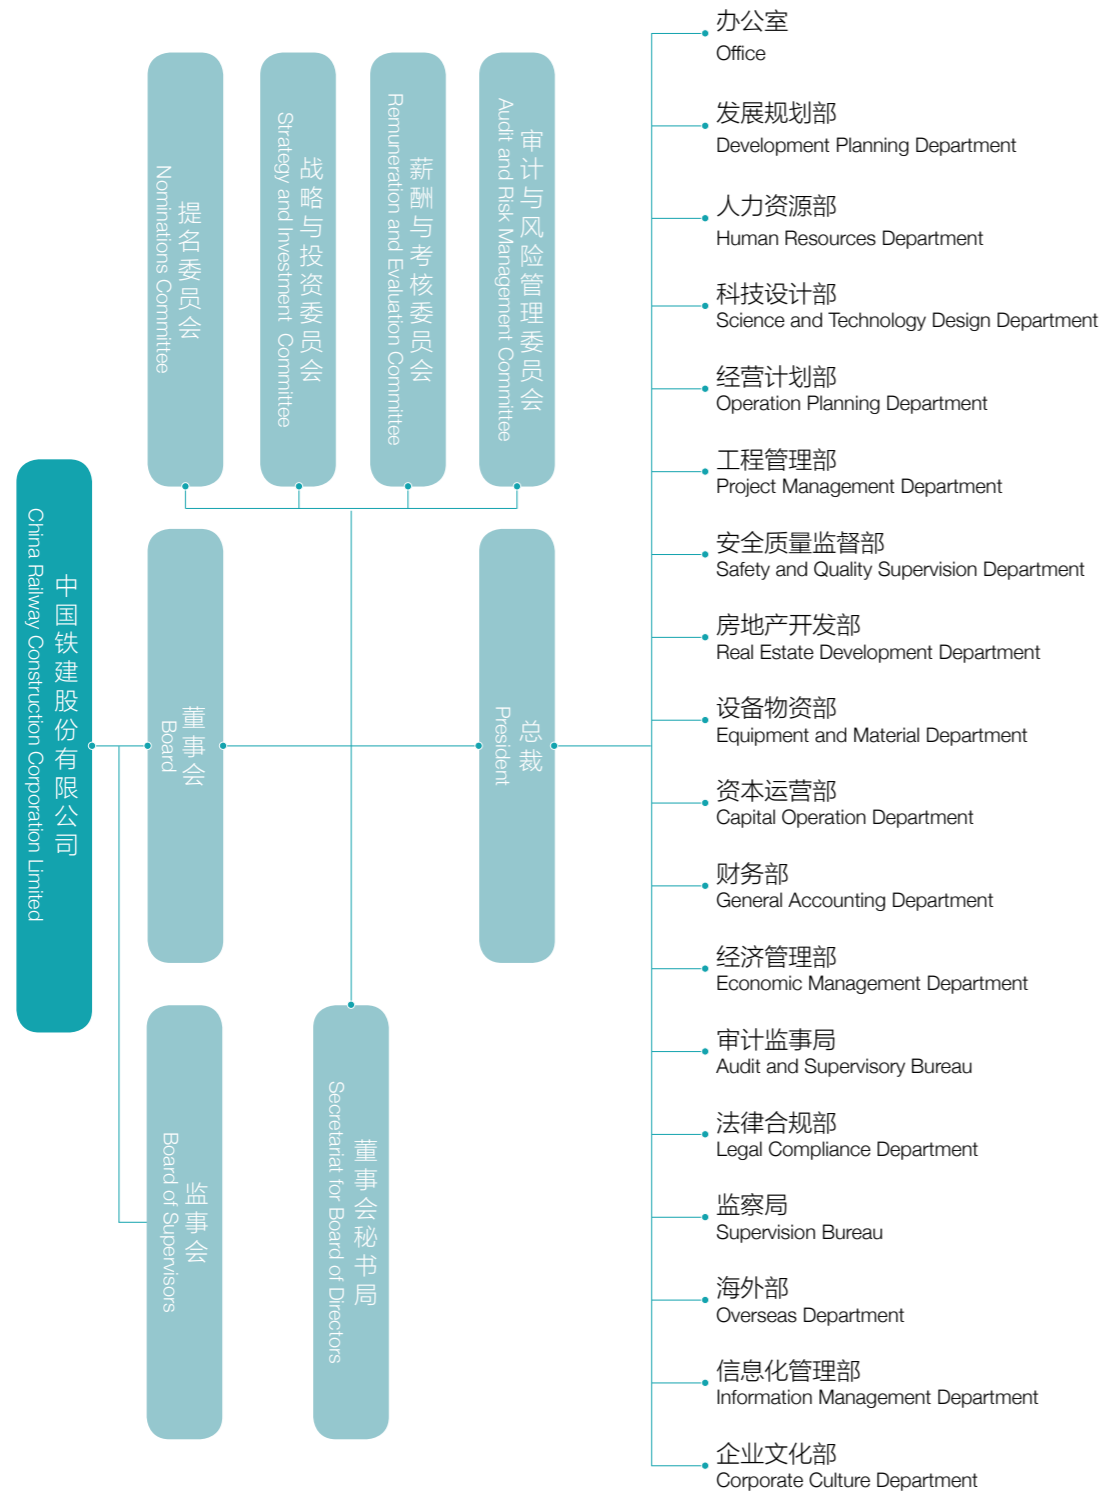 中国铁建股份有限公司
China Railway Construction Corporation Limited
提名委员会
Nominations Committee
战略与投资委员会
Strategy and Investment Committee
薪酬与考核委员会
Remuneration and Evaluation Committee
审计与风险管理委员会
Audit and Risk Management Committee
董事会
Board
总裁
President
监事会
Board of Supervisors
董事会秘书局
Secretariat for Board of Directors
办公室
Office
发展规划部
Development Planning Department
人力资源部
Human Resources Department
科技设计部
Science and Technology Design Department
经营计划部
Operation Planning Department
工程管理部
Project Management Department
安全质量监督部
Safety and Quality Supervision Department
房地产开发部
Real Estate Development Department
设备物资部
Equipment and Material Department
资本运营部
Capital Operation Department
财务部
General Accounting Department
经济管理部
Economic Management Department
审计监事局
Audit and Supervisory Bureau
法律合规部
Legal Compliance Department
监察局
Supervision Bureau
海外部
Overseas Department
信息化管理部
Information Management Department
企业文化部
Corporate Culture Department